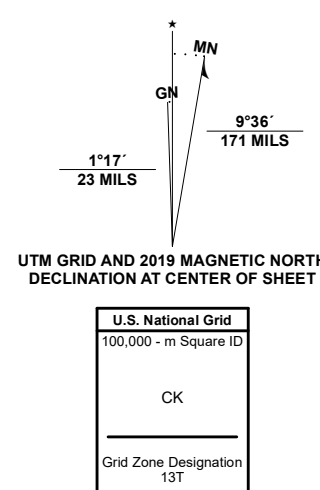 ★
MN
GN
9°36´
171 MILS
1°17´
23 MILS
UTM GRID AND 2019 MAGNETIC NORTH
DECLINATION AT CENTER OF SHEET
U.S. National Grid
100,000 - m Square ID
CK
Grid Zone Designation
13T